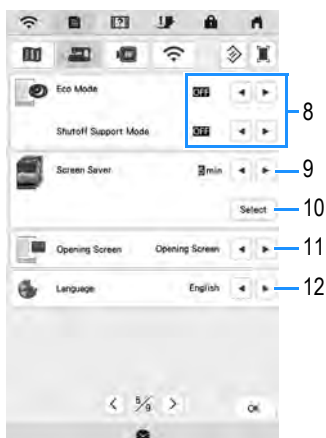 Eco Mode OFF
8
Shutoff Support Mode OFF
Screen Saver min 9
Select 10
Opening Screen Opening Screen 11
Language English 12
5/9
OK